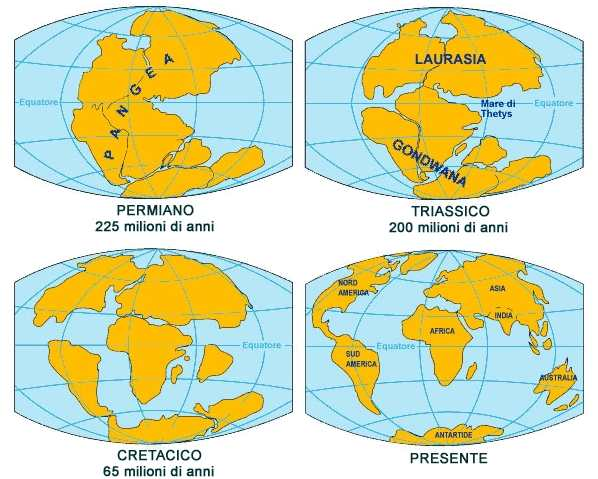 PANGEA
Equatore
PERMIANO
225 milioni di anni
LAURASIA
Mare di
Thetys
Equatore
GONDWANA
TRIASSICO
200 milioni di anni
Equatore
CRETACICO
65 milioni di anni
NORD
AMERICA
ASIA
INDIA
AFRICA
Equatore
SUD
AMERICA
AUSTRALIA
ANTARTIDE
PRESENTE